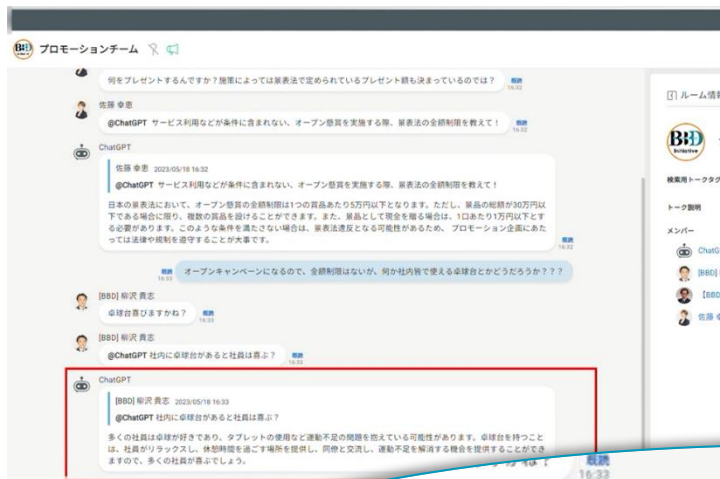 BBD
プロモーションチーム
何をプレゼントするんですか？施策によっては景表法で定められているプレゼント額も決まっているのでは？ 既読
16:32
佐藤 幸恵
@ChatGPT サービス利用などが条件に含まれない、オープン懸賞を実施する際、景表法の金額制限を教えて！ 既読
16:32
ChatGPT
佐藤 幸恵 2023/05/18 16:32
@ChatGPT サービス利用などが条件に含まれない、オープン懸賞を実施する際、景表法の金額制限を教えて！
日本の景表法において、オープン懸賞の金額制限は1つの賞品あたり5万円以下となります。ただし、景品の総額が30万円以
下である場合に限り、複数の賞品を設けることができます。また、景品として現金を贈る場合は、1口あたり1万円以下とす
る必要があります。このような条件を満たさない場合は、景表法違反となる可能性があるため、プロモーション企画にあた
っては法律や規制を遵守することが大事です。
既読
16:32
既読 オープンキャンペーンになるので、金額制限はないが、何か社内皆で使える卓球台とかどうだろうか？？？
16:33
[BBD] 柳沢 貴志
卓球台喜びますかね？ 既読
16:33
[BBD] 柳沢 貴志
@ChatGPT 社内に卓球台があると社員は喜ぶ？ 既読
16:33
ChatGPT
[BBD] 柳沢 貴志 2023/05/18 16:33
@ChatGPT 社内に卓球台があると社員は喜ぶ？
多くの社員は卓球が好きであり、タブレットの使用など運動不足の問題を抱えている可能性があります。卓球台を持つこと
は、社員がリラックスし、休憩時間を過ごす場所を提供し、同僚と交流し、運動不足を解消する機会を提供することができ
ますので、多くの社員が喜ぶでしょう。
かね？ 既読
16:33
ルーム情報
BBD
Initiative
検索用トークタグ
トーク説明
メンバー
ChatG
[BBD]
【BBD
佐藤 幸